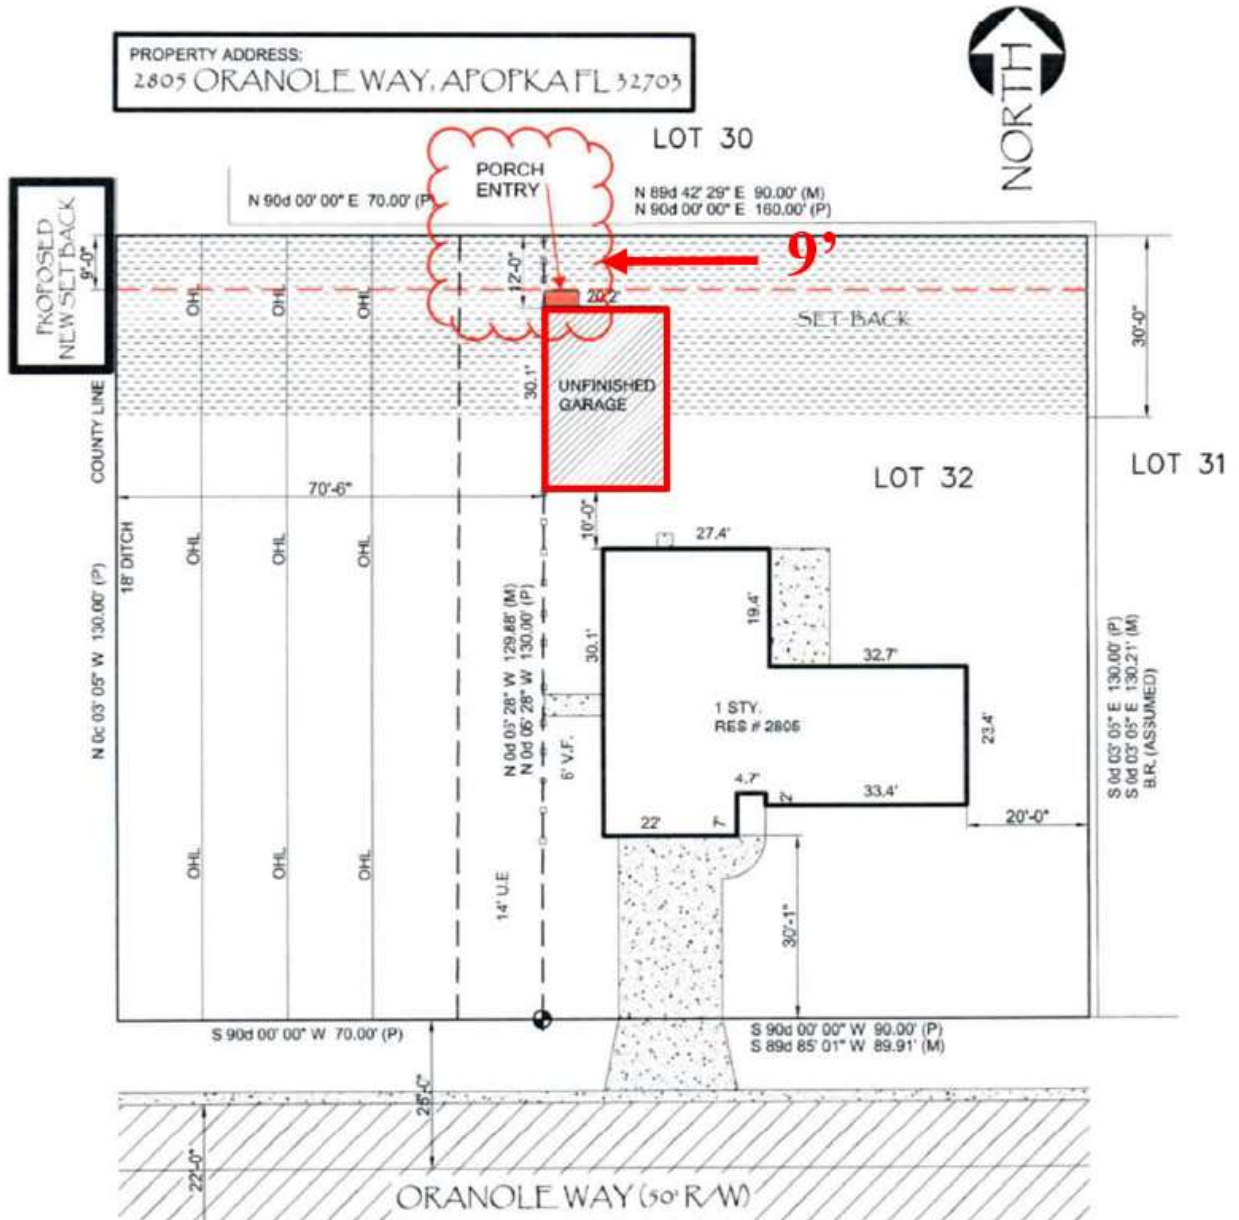 PROPERTY ADDRESS:
2805 ORANOLE WAY, APOPKA FL 32703
NORTH
LOT 30
PORCH
ENTRY
N 90d 00' 00" E 70.00' (P
N 89d 42' 29" E 90.00' (M)
N 90d 00' 00" E 160.00' (P)
PROPOSED
NEW SET BACK
9'-0"
12'-0"
9'
OHL
OHL
OHL
20.2'
SET BACK
30'-0"
30.1'
UNFINISHED
GARAGE
COUNTY LINE
LOT 32
LOT 31
70'-6"
10'-0"
27.4'
18' DITCH
OHL
OHL
OHL
N 0d 03' 05" W 130.00' (P)
N 0d 05' 28" W 129.88' (M)
N 0d 05' 28" W 130.00' (P)
30.1'
19.4'
32.7'
S 0d 03' 05" E 130.00' (P)
S 0d 03' 05" E 130.21' (M)
B.R. (ASSUMED)
1 STY.
RES # 2805
23.4'
6' V.F.
4.7'
2'
33.4'
22'
7'
20'-0"
OHL
OHL
OHL
14' U.E
30'-1"
S 90d 00' 00" W 70.00' (P)
S 90d 00' 00" W 90.00' (P)
S 89d 85' 01" W 89.91' (M)
22'-0"
ORANOLE WAY (50' R/W)